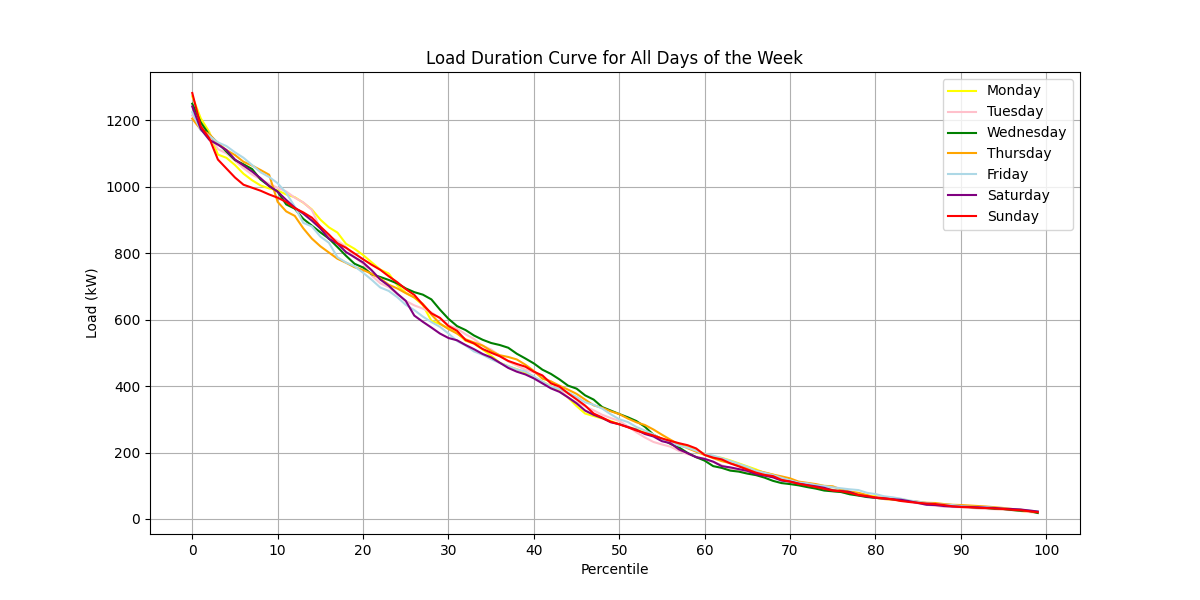 Load Duration Curve for All Days of the Week
Monday
Tuesday
Wednesday
Thursday
Friday
Saturday
Sunday
1200
1000
800
600
400
200
0
Load (kW)
0 10 20 30 40 50 60 70 80 90 100
Percentile